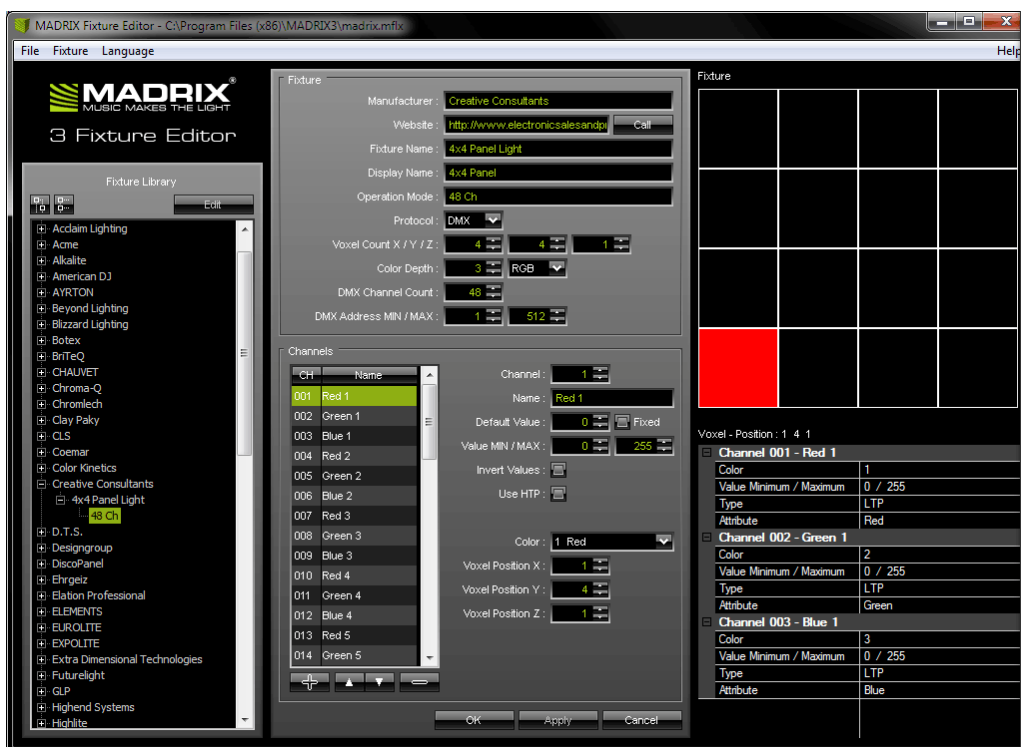 MADRIX Fixture Editor - C:\Program Files (x86)\MADRIX3\madrix.mflx
File Fixture Language Help
MADRIX®
MUSIC MAKES THE LIGHT
3 Fixture Editor
Fixture Library
Edit
Acclaim Lighting
Acme
Alkalite
American DJ
AYRTON
Beyond Lighting
Blizzard Lighting
Botex
BriTeQ
CHAUVET
Chroma-Q
Chromlech
Clay Paky
CLS
Coemar
Color Kinetics
Creative Consultants
4x4 Panel Light
48 Ch
D.T.S.
Designgroup
DiscoPanel
Ehrgeiz
Elation Professional
ELEMENTS
EUROLITE
EXPOLITE
Extra Dimensional Technologies
Futurelight
GLP
Highend Systems
Highlite
Fixture
Manufacturer : Creative Consultants
Website : http://www.electronicsalesandp Call
Fixture Name : 4x4 Panel Light
Display Name : 4x4 Panel
Operation Mode : 48 Ch
Protocol : DMX
Voxel Count X / Y / Z : 4 4 1
Color Depth : 3 RGB
DMX Channel Count : 48
DMX Address MIN / MAX : 1 512
Channels
CH Name
001 Red 1
002 Green 1
003 Blue 1
004 Red 2
005 Green 2
006 Blue 2
007 Red 3
008 Green 3
009 Blue 3
010 Red 4
011 Green 4
012 Blue 4
013 Red 5
014 Green 5
Channel : 1
Name : Red 1
Default Value : 0 Fixed
Value MIN / MAX : 0 255
Invert Values :
Use HTP :
Color : 1 Red
Voxel Position X : 1
Voxel Position Y : 4
Voxel Position Z : 1
OK Apply Cancel
Fixture
Voxel - Position : 1 4 1
Channel 001 - Red 1
Color 1
Value Minimum / Maximum 0 / 255
Type LTP
Attribute Red
Channel 002 - Green 1
Color 2
Value Minimum / Maximum 0 / 255
Type LTP
Attribute Green
Channel 003 - Blue 1
Color 3
Value Minimum / Maximum 0 / 255
Type LTP
Attribute Blue